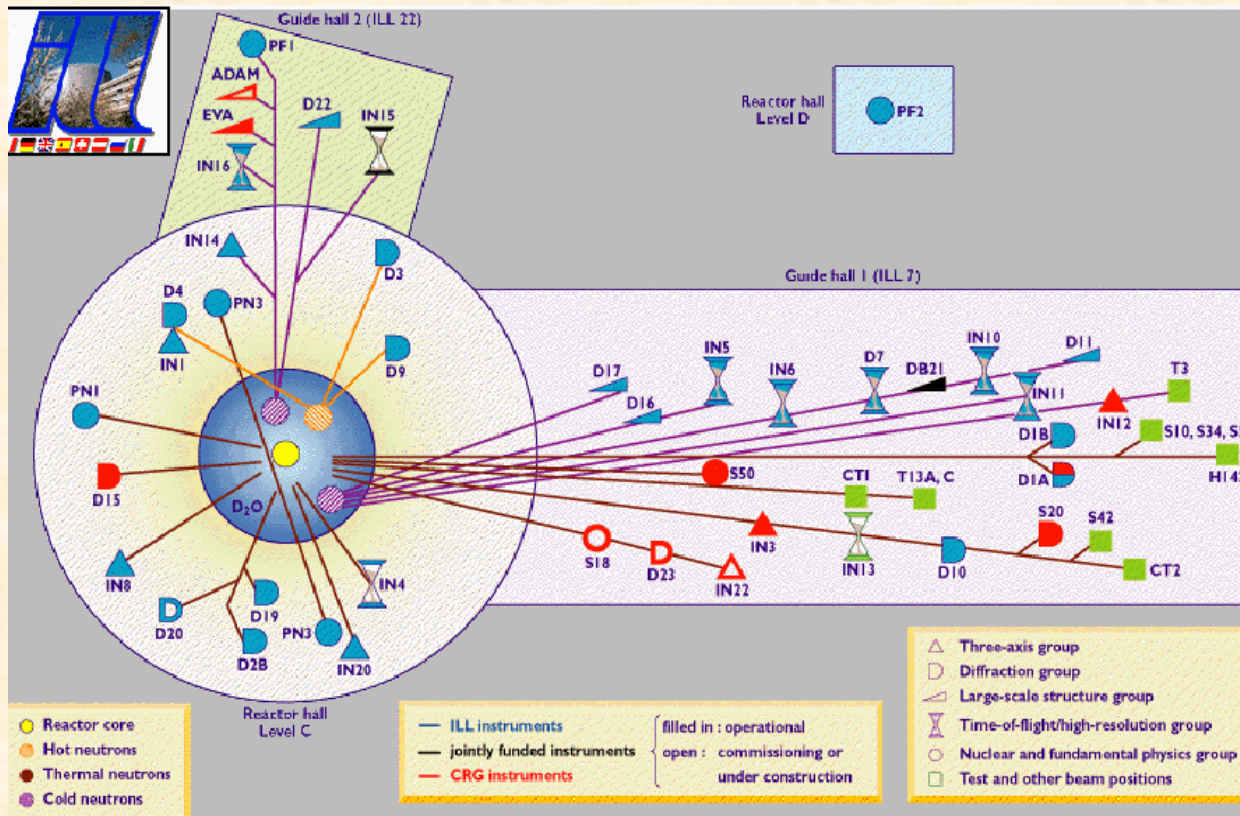 Guide hall 2 (ILL 22)
PF1
ADAM
EVA
D22
IN15
IN16
Reactor hall
Level D
PF2
IN14
D3
D4
PN3
IN1
D9
PN1
D15
D₂O
IN8
D20
D19
D2B
PN3
IN4
IN20
Guide hall 1 (ILL 7)
D17
IN5
D16
IN6
D7
DB21
IN10
D11
IN11
T3
IN12
D1B
S10, S34, S
D1A
H14
S50
CT1
T13A, C
IN3
IN13
S18
D23
IN22
D10
S20
S42
CT2
Reactor hall
Level C
Reactor core
Hot neutrons
Thermal neutrons
Cold neutrons
ILL instruments
jointly funded instruments
CRG instruments
filled in : operational
open : commissioning or
under construction
Three-axis group
Diffraction group
Large-scale structure group
Time-of-flight/high-resolution group
Nuclear and fundamental physics group
Test and other beam positions